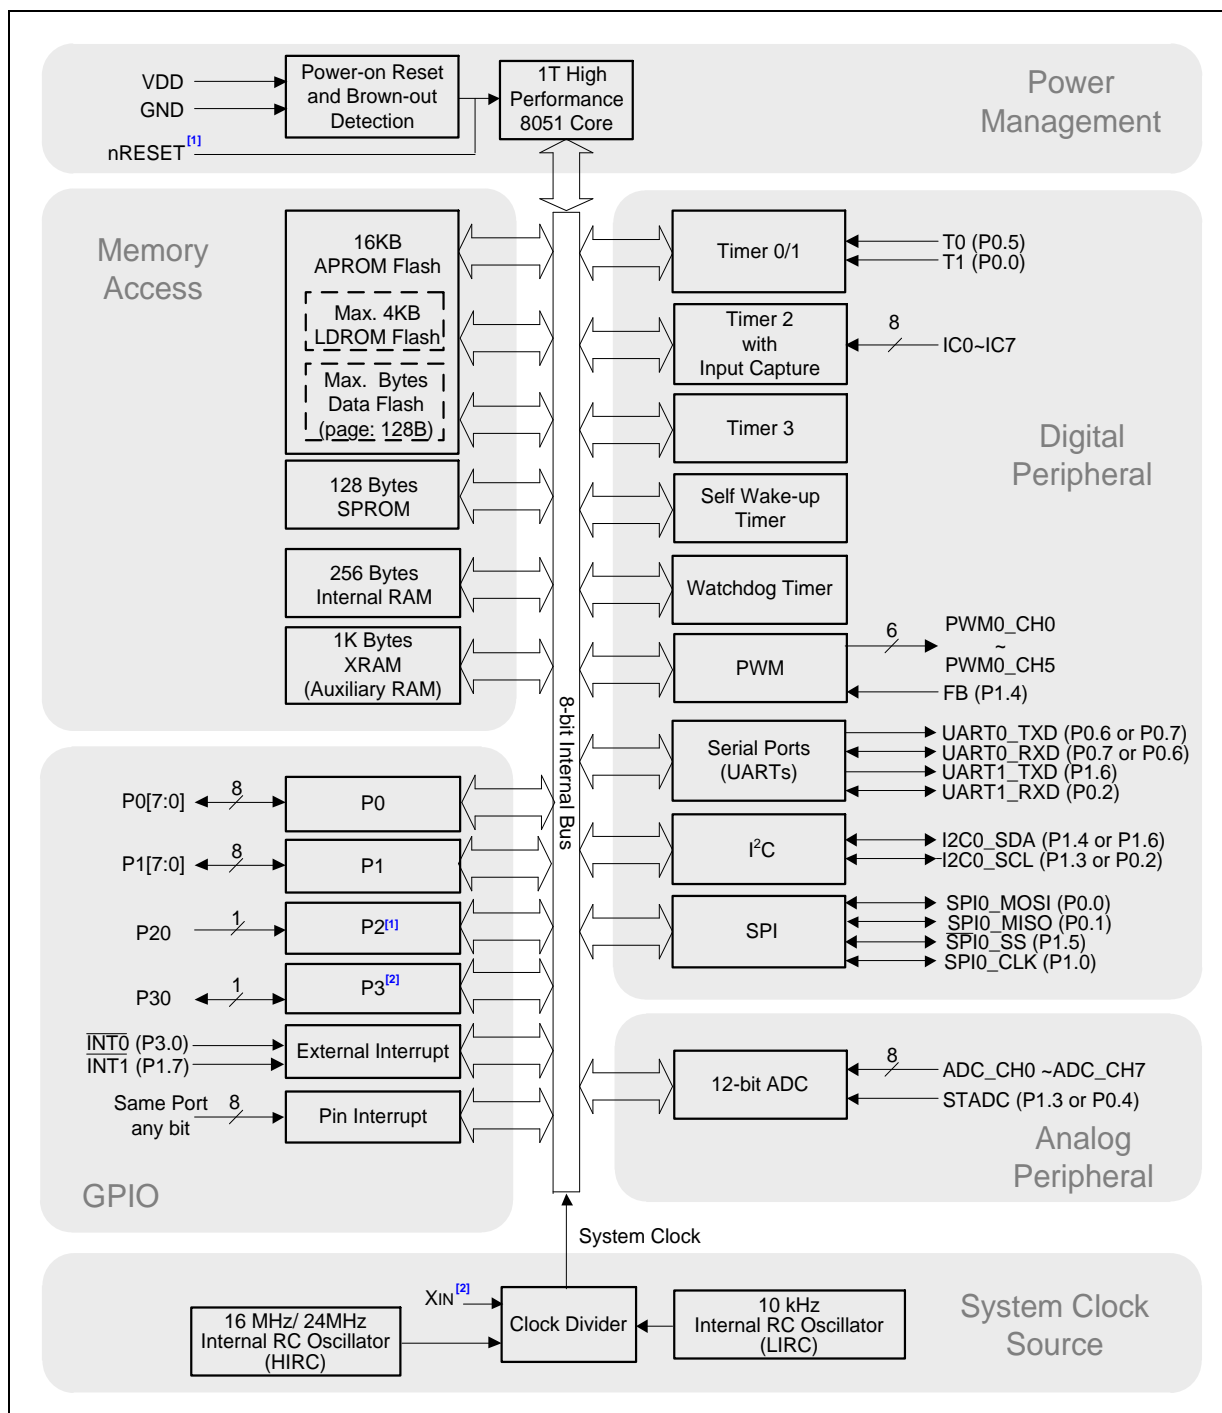 Power
Management
VDD
GND
nRESET[1]
Power-on Reset
and Brown-out
Detection
1T High
Performance
8051 Core
Memory
Access
16KB
APROM Flash
Max. 4KB
LDROM Flash
Max. Bytes
Data Flash
(page: 128B)
128 Bytes
SPROM
256 Bytes
Internal RAM
1K Bytes
XRAM
(Auxiliary RAM)
8-bit Internal Bus
Digital
Peripheral
Timer 0/1
T0 (P0.5)
T1 (P0.0)
Timer 2
with
Input Capture
8
IC0~IC7
Timer 3
Self Wake-up
Timer
Watchdog Timer
PWM
6
PWM0_CH0
~
PWM0_CH5
FB (P1.4)
Serial Ports
(UARTs)
UART0_TXD (P0.6 or P0.7)
UART0_RXD (P0.7 or P0.6)
UART1_TXD (P1.6)
UART1_RXD (P0.2)
I2C
I2C0_SDA (P1.4 or P1.6)
I2C0_SCL (P1.3 or P0.2)
SPI
SPI0_MOSI (P0.0)
SPI0_MISO (P0.1)
SPI0_SS (P1.5)
SPI0_CLK (P1.0)
GPIO
P0[7:0]
8
P0
P1[7:0]
8
P1
P20
1
P2[1]
P30
1
P3[2]
INT0 (P3.0)
INT1 (P1.7)
External Interrupt
Same Port
any bit
8
Pin Interrupt
12-bit ADC
8
ADC_CH0 ~ADC_CH7
STADC (P1.3 or P0.4)
Analog
Peripheral
System Clock
XIN[2]
16 MHz/ 24MHz
Internal RC Oscillator
(HIRC)
Clock Divider
10 kHz
Internal RC Oscillator
(LIRC)
System Clock
Source